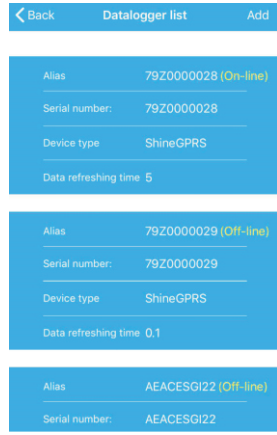 Back Datalogger list Add
Alias 79Z0000028 (On-line)
Serial number: 79Z0000028
Device type ShineGPRS
Data refreshing time 5
Alias 79Z0000029 (Off-line)
Serial number: 79Z0000029
Device type ShineGPRS
Data refreshing time 0.1
Alias AEACESGI22 (Off-line)
Serial number: AEACESGI22